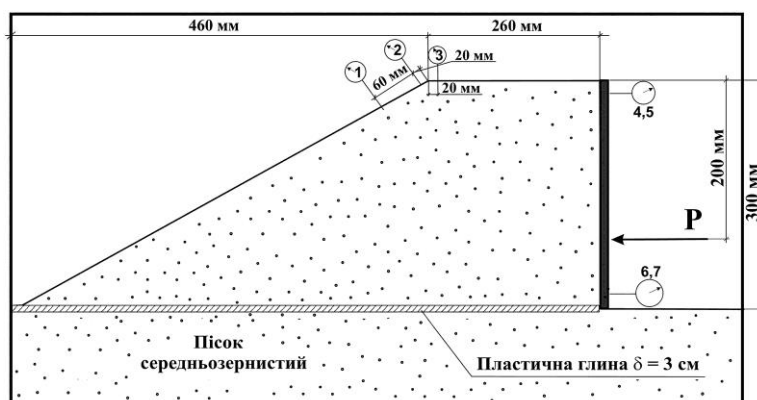 460 мм
260 мм
2
3
20 мм
1
60 мм
20 мм
4,5
200 мм
300 мм
P
6,7
Пісок
середньозернистий
Пластична глина δ = 3 см